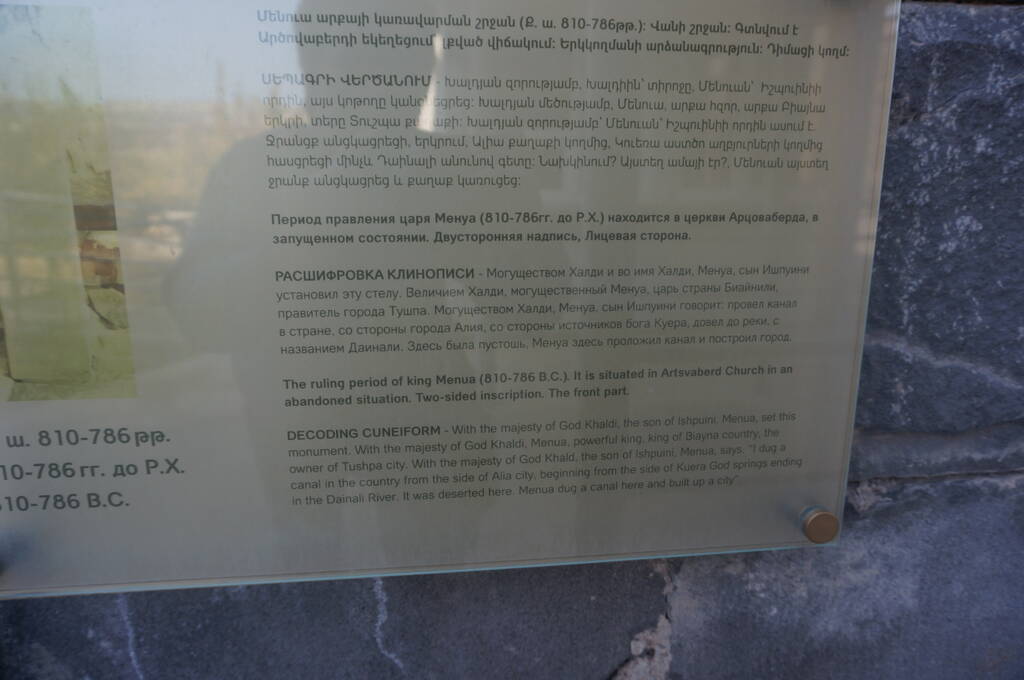 Մենուա արքայի կառավարման շրջան (Ք. ա. 810-786թթ.): Վանի շրջան: Գտնվում է
Արծովաբերդի եկեղեցում լքված վիճակում: Երկկողմանի արձանագրություն: Դիմացի կողմ:
ՍԵՊԱԳՐԻ ՎԵՐԾԱՆՈՒՄ - Խալդյան զորությամբ, Խալդիին՝ տիրոջը, Մենուան՝ Իշպուինիի
որդին, այս կոթողը կանգնեցրեց: Խալդյան մեծությամբ, Մենուա, արքա հզոր, արքա Բիայնա
երկրի, տերը Տուշպա քաղաքի: Խալդյան զորությամբ՝ Մենուան՝ Իշպուինիի որդին ասում է.
Ջրանցք անցկացրեցի, երկրում, Ալիա քաղաքի կողմից, Կուեռա աստծո աղբյուրների կողմից
հասցրեցի մինչև Դաինալի անունով գետը: Նախկինում? Այստեղ ամայի էր?, Մենուան այստեղ
ջրանք անցկացրեց և քաղաք կառուցեց:
Период правления царя Менуа (810-786гг. до Р.Х.) находится в церкви Арцоваберда, в
запущенном состоянии. Двусторонняя надпись, Лицевая сторона.
РАСШИФРОВКА КЛИНОПИСИ - Могуществом Халди и во имя Халди, Менуа, сын Ишпуини
установил эту стелу. Величием Халди, могущественный Менуа, царь страны Биайнили,
правитель города Тушпа. Могуществом Халди, Менуа, сын Ишпуини говорит: провел канал
в стране, со стороны города Алия, со стороны источников бога Куера, довел до реки, с
названием Даинали. Здесь была пустошь, Менуа здесь проложил канал и построил город.
The ruling period of king Menua (810-786 B.C.). It is situated in Artsvaberd Church in an
abandoned situation. Two-sided inscription. The front part.
DECODING CUNEIFORM - With the majesty of God Khaldi, the son of Ishpuini, Menua, set this
monument. With the majesty of God Khaldi, Menua, powerful king, king of Biayna country, the
owner of Tushpa city. With the majesty of God Khald, the son of Ishpuini, Menua, says. "I dug a
canal in the country from the side of Alia city, beginning from the side of Kuera God springs ending
in the Dainali River. It was deserted here. Menua dug a canal here and built up a city".
ա. 810-786 թթ.
10-786 гг. до Р.Х.
810-786 B.C.